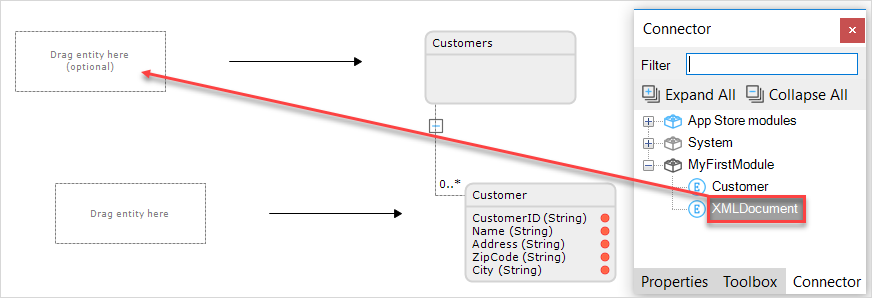 Drag entity here
(optional)
Customers
0..*
Drag entity here
Customer
CustomerID (String)
Name (String)
Address (String)
ZipCode (String)
City (String)
Connector
Filter
Expand All
Collapse All
App Store modules
System
MyFirstModule
E Customer
E XMLDocument
Properties Toolbox Connector